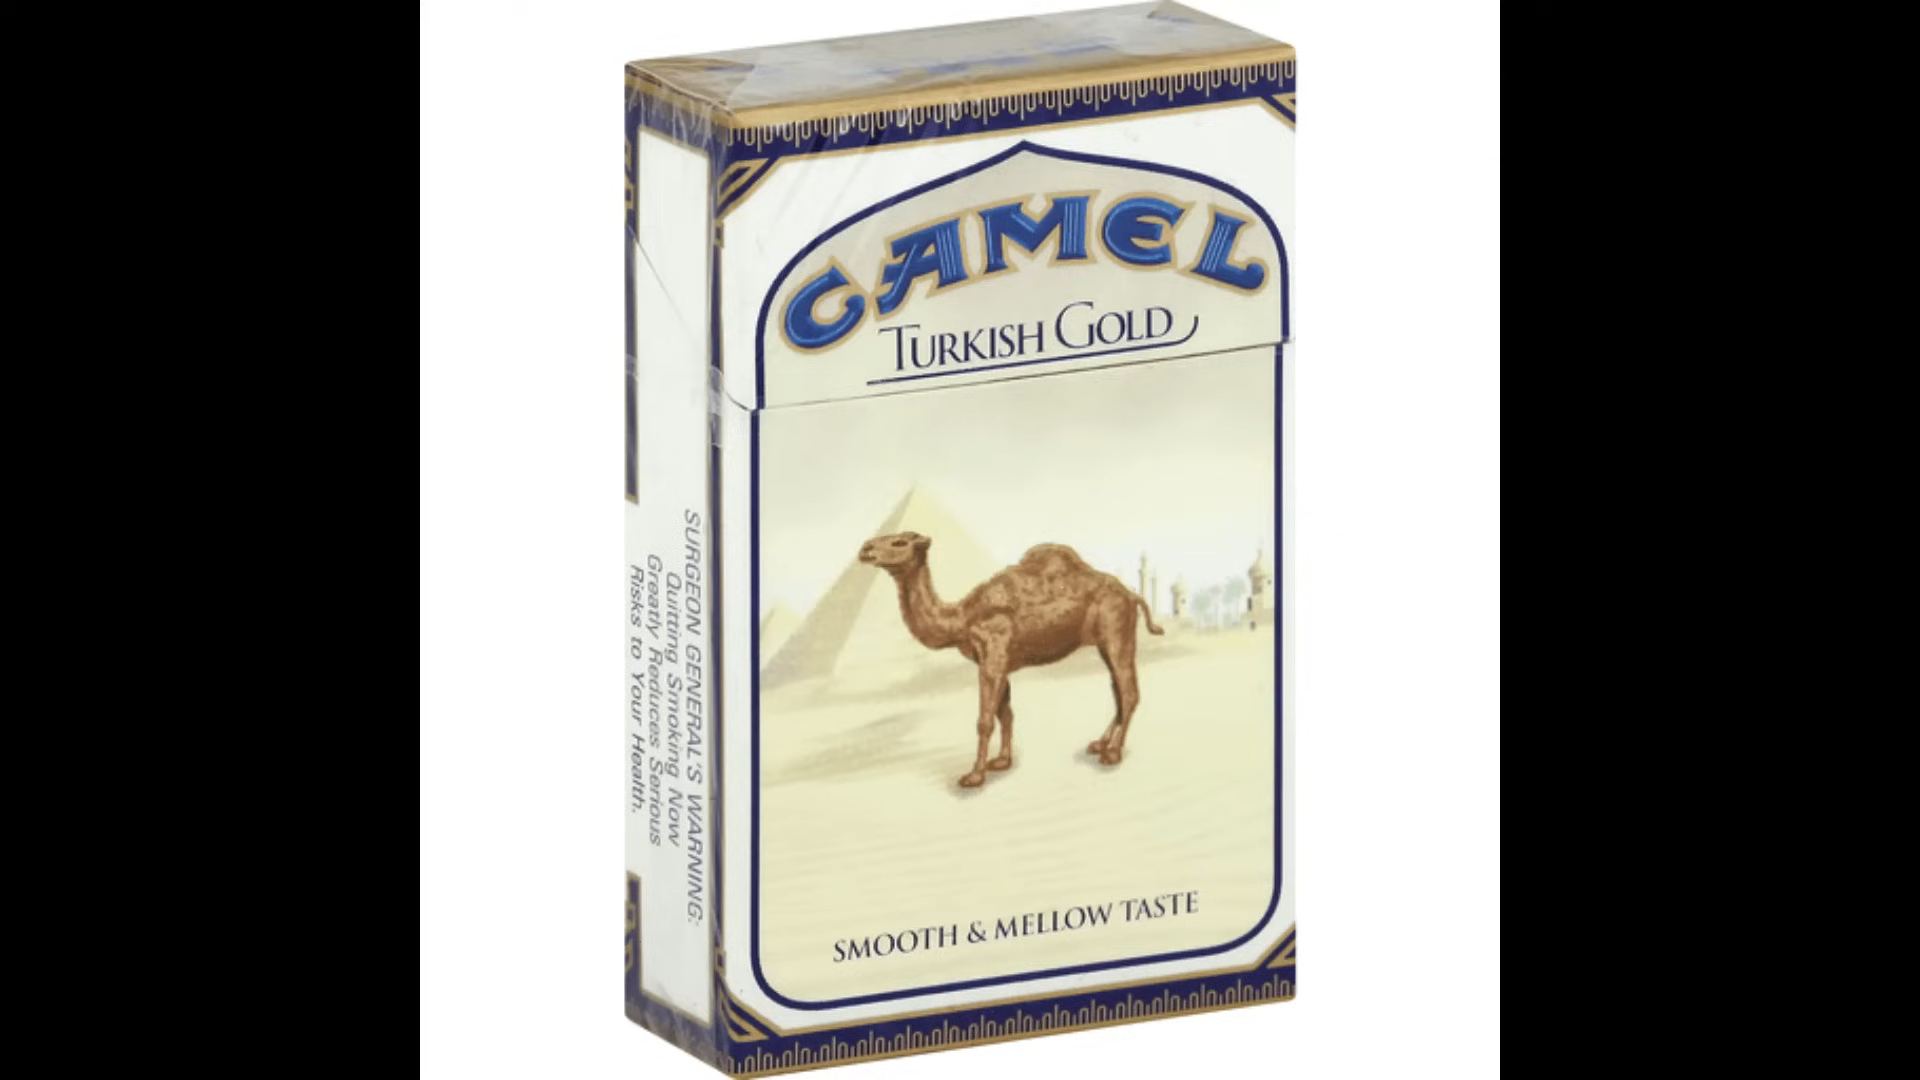 CAMEL
TURKISH GOLD
SMOOTH & MELLOW TASTE
SURGEON GENERAL'S WARNING:
Quitting Smoking Now
Greatly Reduces Serious
Risks to Your Health.